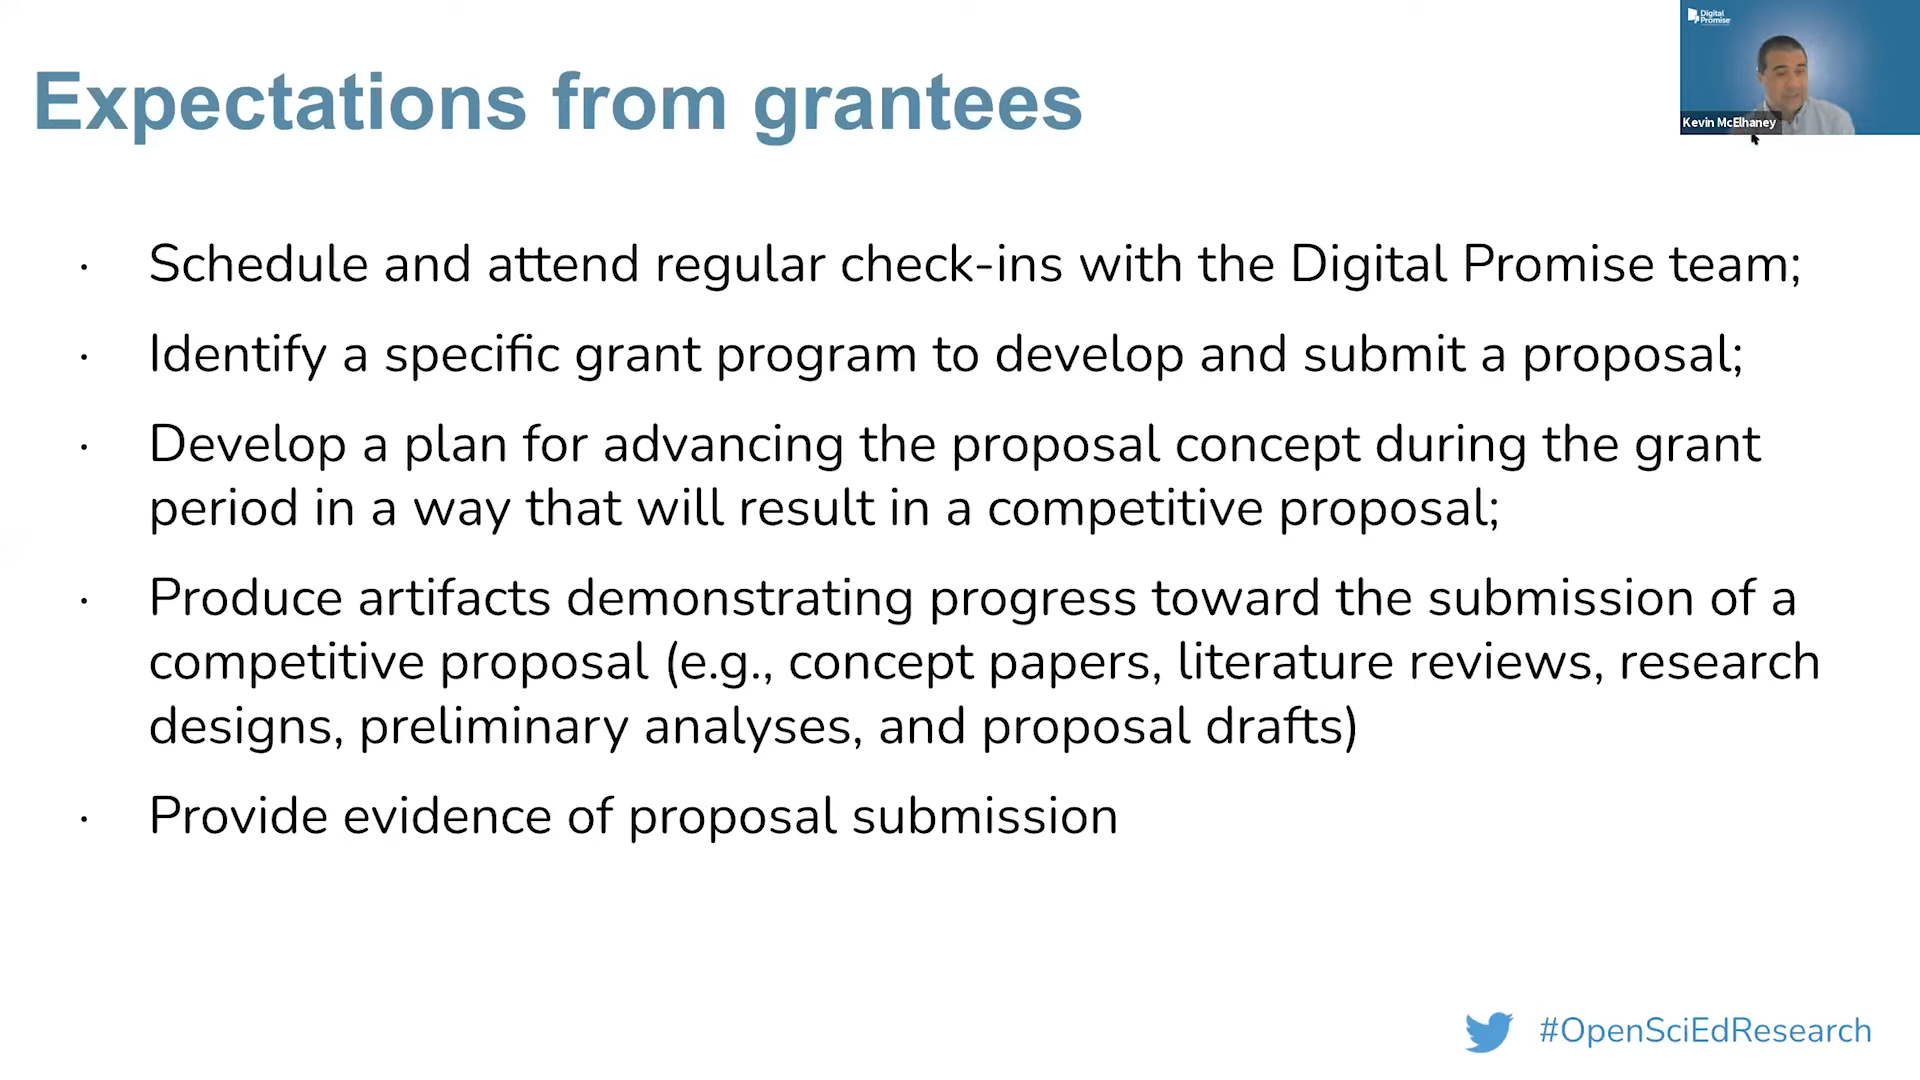 Digital
Promise
Kevin McElhaney
Expectations from grantees
· Schedule and attend regular check-ins with the Digital Promise team;
· Identify a specific grant program to develop and submit a proposal;
· Develop a plan for advancing the proposal concept during the grant
period in a way that will result in a competitive proposal;
· Produce artifacts demonstrating progress toward the submission of a
competitive proposal (e.g., concept papers, literature reviews, research
designs, preliminary analyses, and proposal drafts)
· Provide evidence of proposal submission
#OpenSciEdResearch